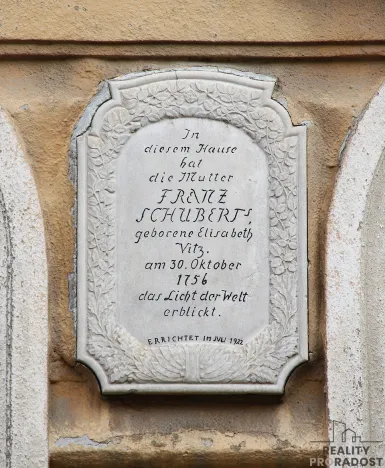 In
diesem Hause
hat
die Mutter
FRANZ
SCHUBERTS,
geborene Elisabeth
Vitz.
am 30. Oktober
1756
das Licht der Welt
erblickt.
ERRICHTET IM JULI 1922
REALITY
PRORADOST